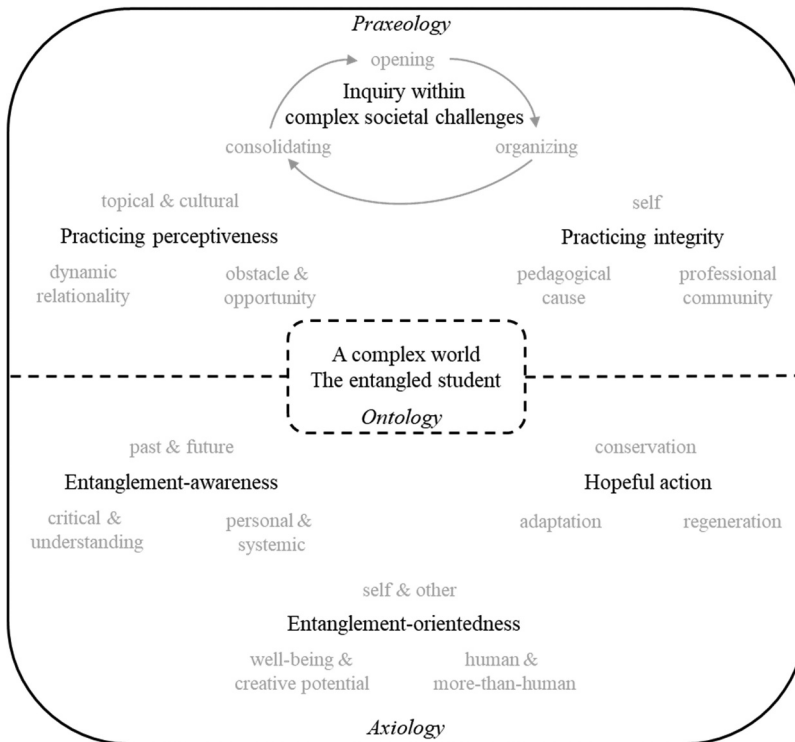 Praxeology
opening
Inquiry within
complex societal challenges
consolidating
organizing
topical & cultural
Practicing perceptiveness
dynamic
relationality
obstacle &
opportunity
self
Practicing integrity
pedagogical
cause
professional
community
A complex world
The entangled student
Ontology
past & future
Entanglement-awareness
critical &
understanding
personal &
systemic
conservation
Hopeful action
adaptation
regeneration
self & other
Entanglement-orientedness
well-being &
creative potential
human &
more-than-human
Axiology